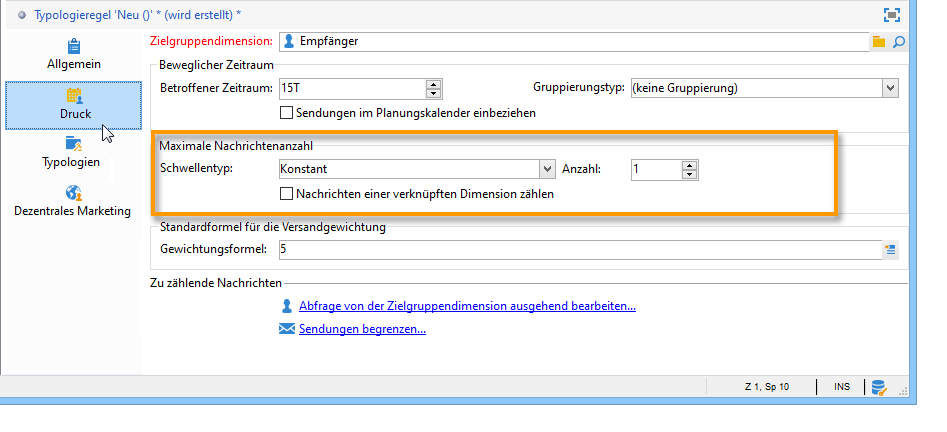 Typologieregel 'Neu ()' * (wird erstellt) *
Allgemein
Druck
Typologien
Dezentrales Marketing
Zielgruppendimension: Empfänger
Beweglicher Zeitraum
Betroffener Zeitraum: 15T Gruppierungstyp: (keine Gruppierung)
Sendungen im Planungskalender einbeziehen
Maximale Nachrichtenanzahl
Schwellentyp: Konstant Anzahl: 1
Nachrichten einer verknüpften Dimension zählen
Standardformel für die Versandgewichtung
Gewichtungsformel: 5
Zu zählende Nachrichten
Abfrage von der Zielgruppendimension ausgehend bearbeiten...
Sendungen begrenzen...
Z 1, Sp 10 INS